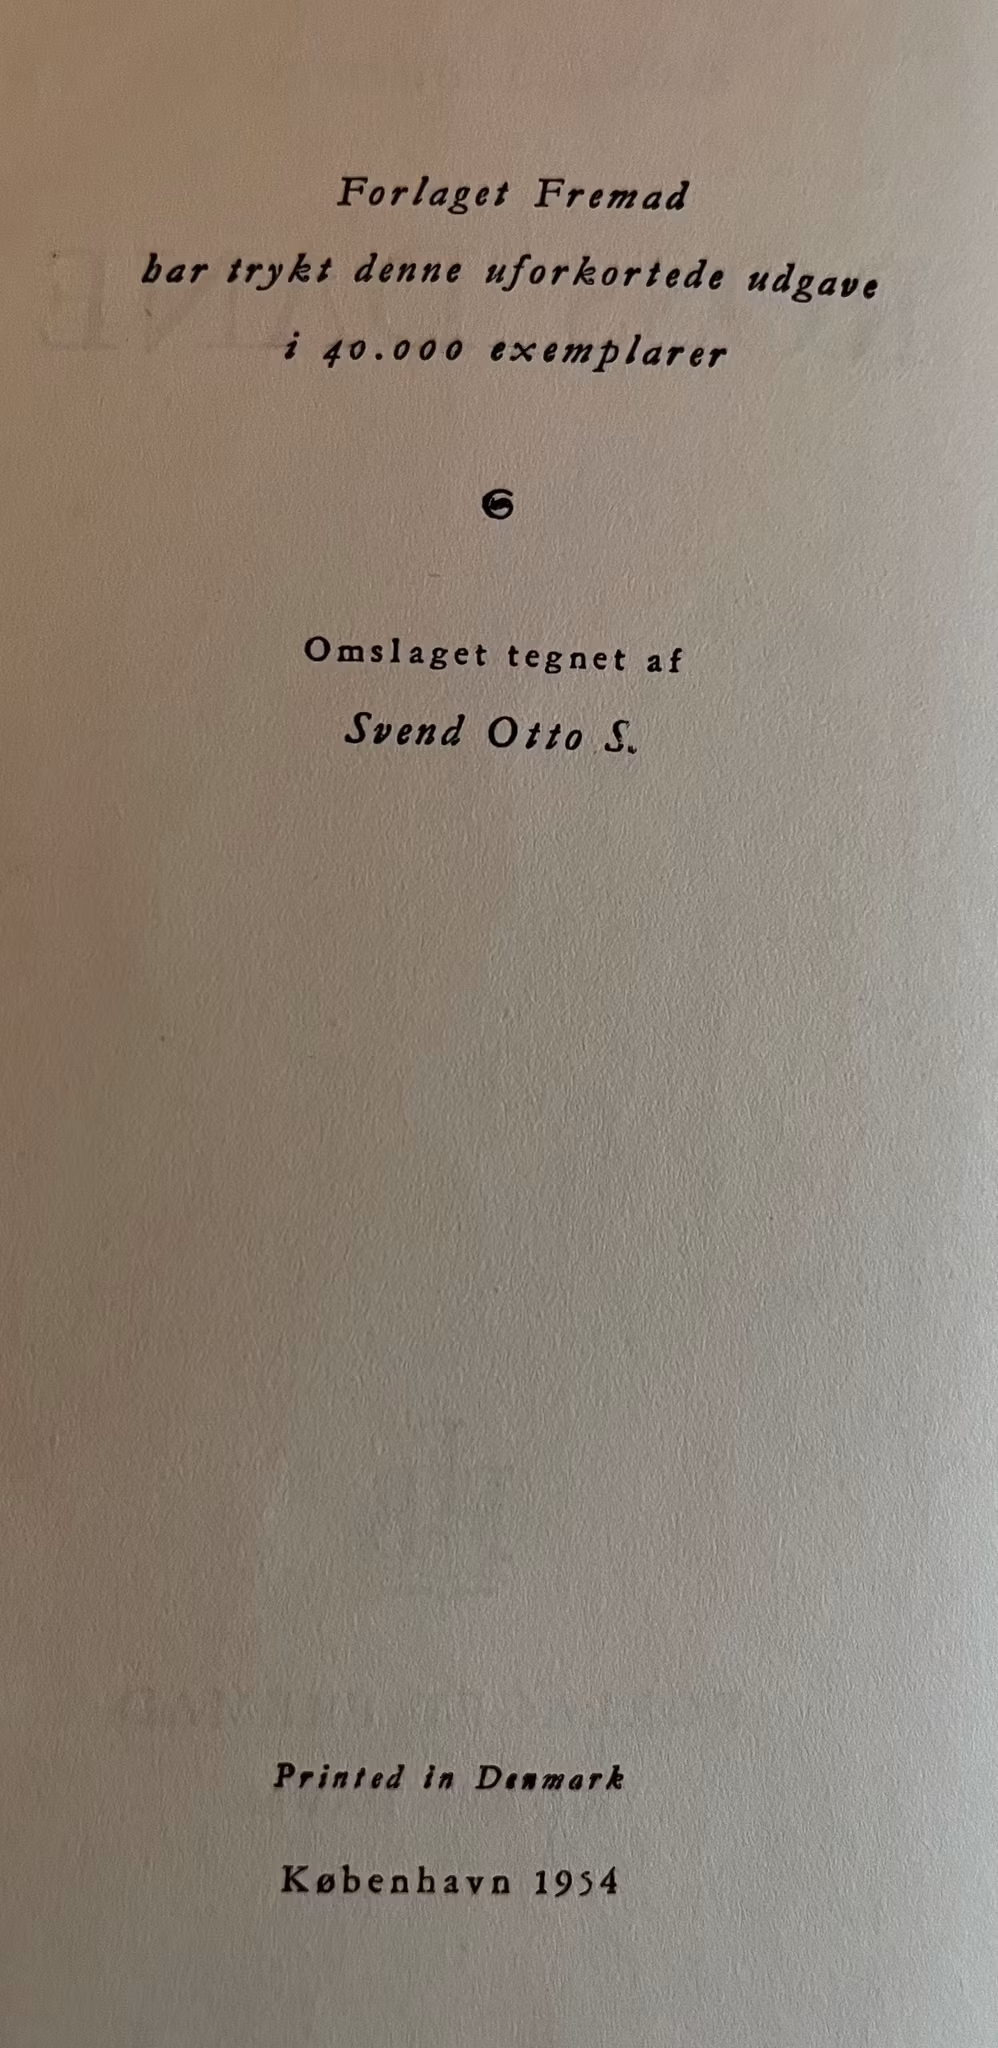 Forlaget Fremad
har trykt denne uforkortede udgave
i 40.000 exemplarer
Omslaget tegnet af
Svend Otto S.
Printed in Denmark
København 1954